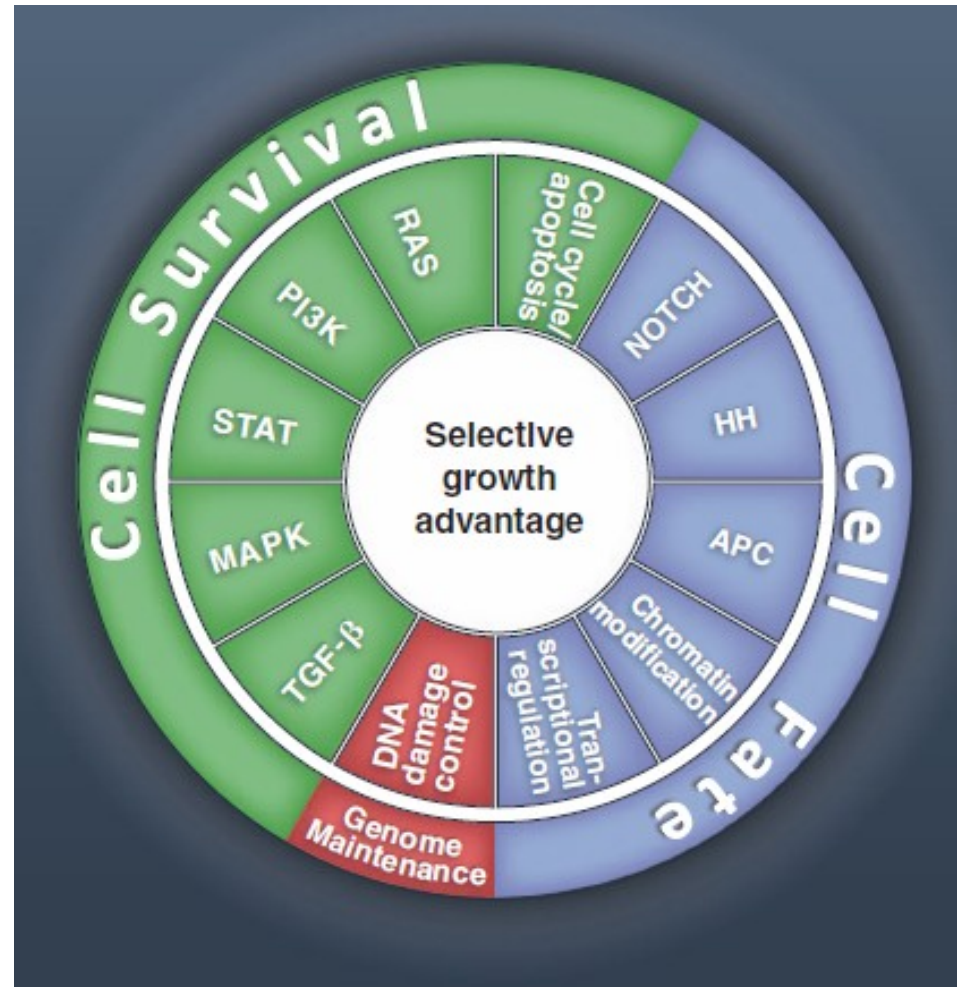 Cell Survival
Cell Fate
Genome
Maintenance
Cell cycle/
apoptosis
NOTCH
HH
APC
Chromatin
modification
Tran-
scriptional
regulation
DNA
damage
control
TGF-β
MAPK
STAT
PI3K
RAS
Selective
growth
advantage